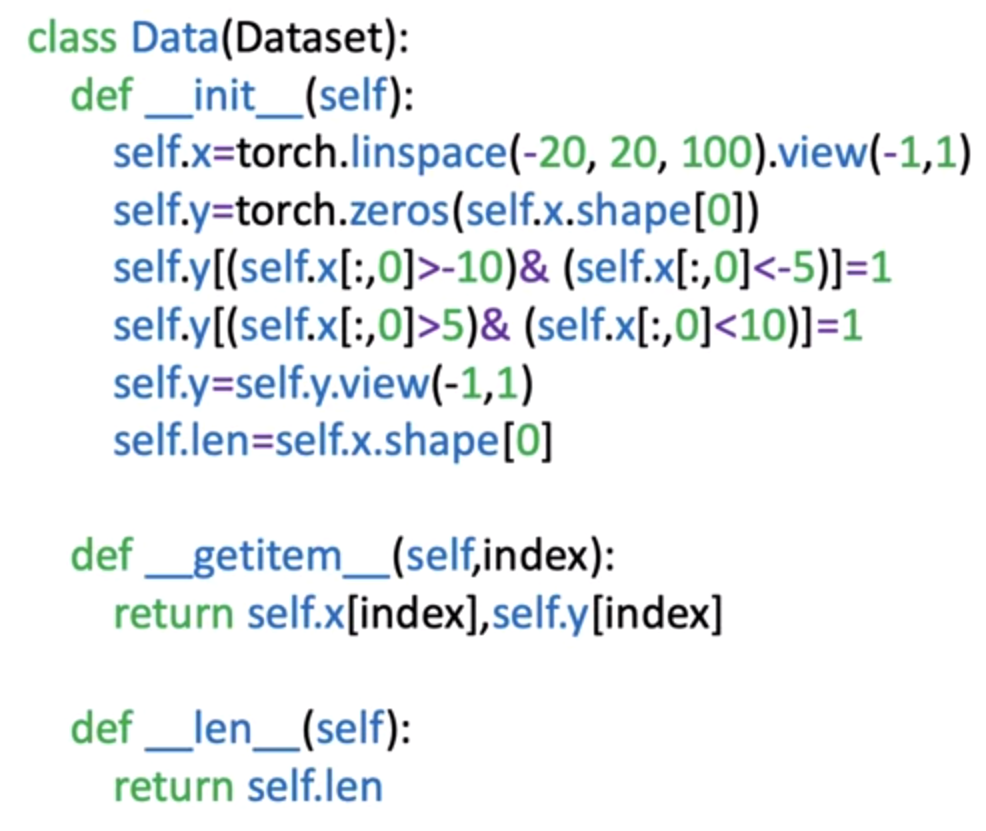 class Data(Dataset):
def __init__(self):
self.x=torch.linspace(-20, 20, 100).view(-1,1)
self.y=torch.zeros(self.x.shape[0])
self.y[(self.x[:,0]>-10)& (self.x[:,0]<-5)]=1
self.y[(self.x[:,0]>5)& (self.x[:,0]<10)]=1
self.y=self.y.view(-1,1)
self.len=self.x.shape[0]
def __getitem__(self,index):
return self.x[index],self.y[index]
def __len__(self):
return self.len